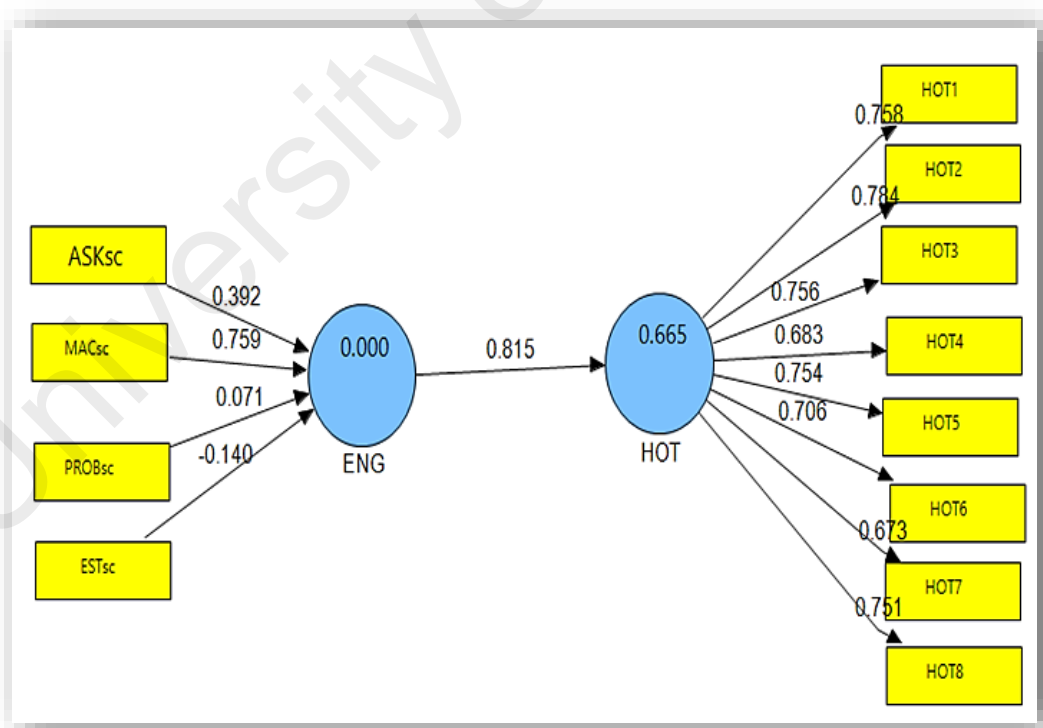 University
ASKsc
MACsc
PROBsc
ESTsc
0.392
0.759
0.071
-0.140
0.000
ENG
0.815
0.665
HOT
0.758
0.784
0.756
0.683
0.754
0.706
0.673
0.751
HOT1
HOT2
HOT3
HOT4
HOT5
HOT6
HOT7
HOT8